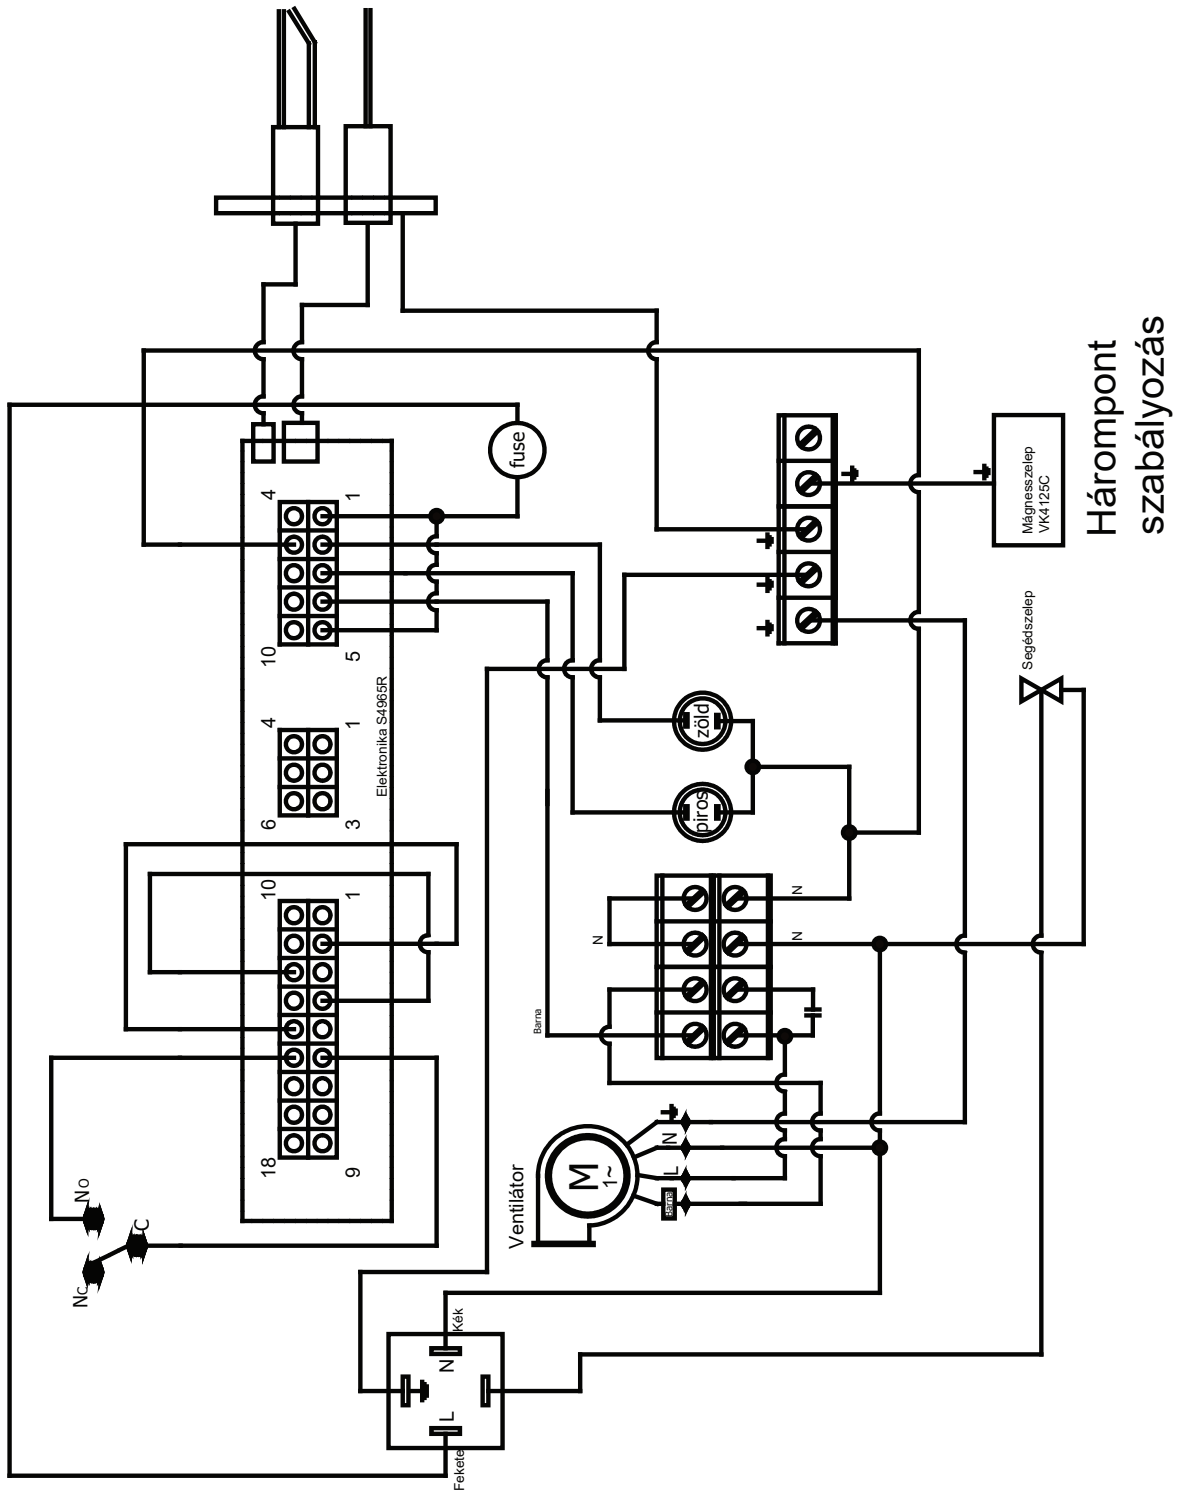 Nc
No
C
18
9
10
1
6
3
4
1
10
5
4
1
Elektronika S4965R
fuse
Fekete
L
N
Kék
Ventilátor
M
1~
Barna
L
N
Barna
N
N
N
piros
zöld
Segédszelep
Mágnesszelep
VK4125C
Hárompont
szabályozás